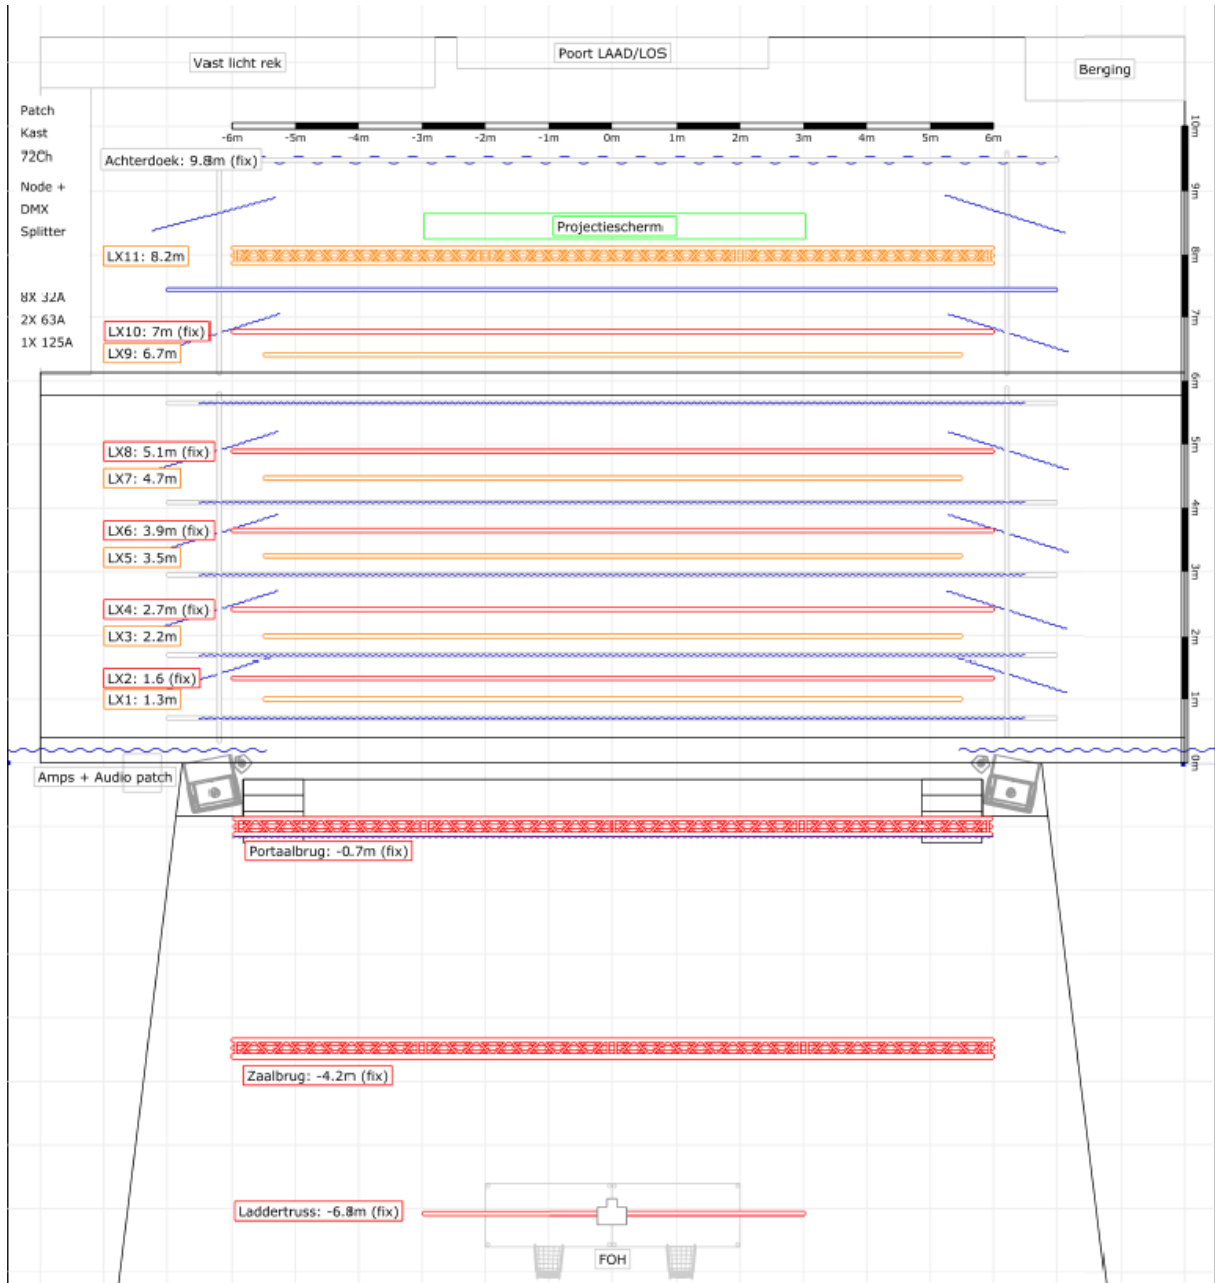 Vast licht rek
Poort LAAD/LOS
Berging
Patch
Kast
72Ch
Node +
DMX
Splitter
8X 32A
2X 63A
1X 125A
-6m -5m -4m -3m -2m -1m 0m 1m 2m 3m 4m 5m 6m
10m
9m
8m
7m
6m
5m
4m
3m
2m
1m
0m
Achterdoek: 9.8m (fix)
Projectiescherm
LX11: 8.2m
LX10: 7m (fix)
LX9: 6.7m
LX8: 5.1m (fix)
LX7: 4.7m
LX6: 3.9m (fix)
LX5: 3.5m
LX4: 2.7m (fix)
LX3: 2.2m
LX2: 1.6 (fix)
LX1: 1.3m
Amps + Audio patch
Portaalbrug: -0.7m (fix)
Zaalbrug: -4.2m (fix)
Laddertruss: -6.8m (fix)
FOH